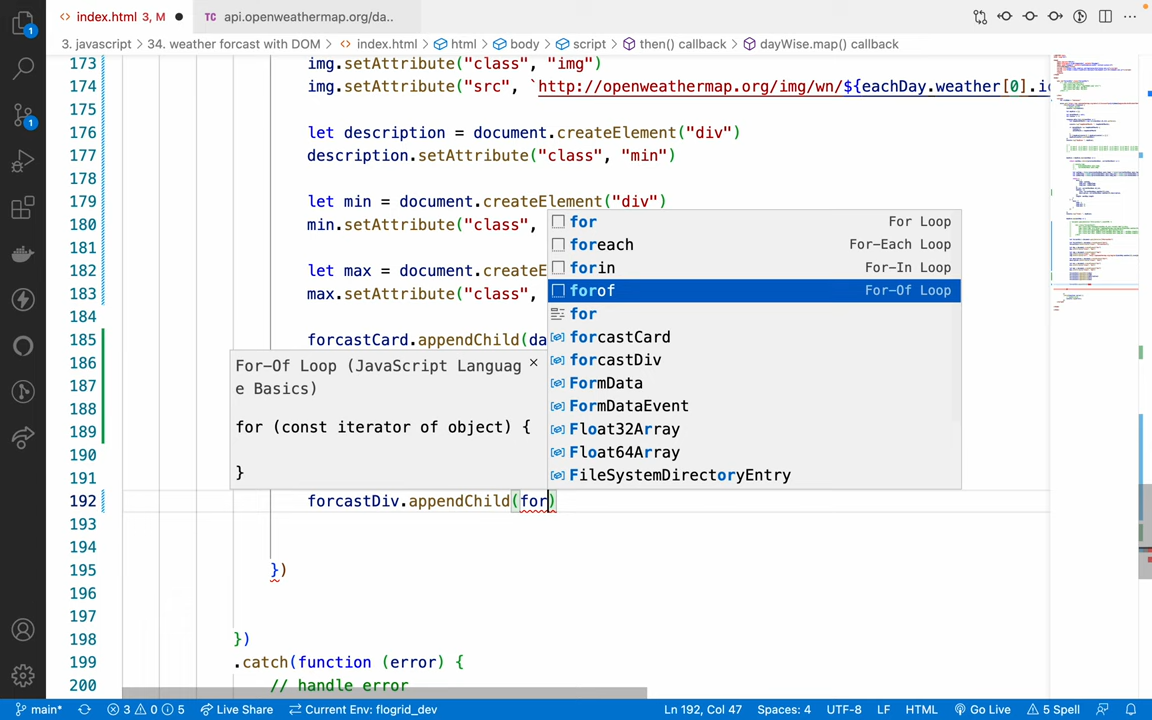 index.html 3, M ●
TC api.openweathermap.org/da..
3. javascript > 34. weather forcast with DOM > <> index.html > html > body > script > then() callback > dayWise.map() callback
173 img.setAttribute("class", "img")
174 img.setAttribute("src", `http://openweathermap.org/img/wn/${eachDay.weather[0].ic
175
176 let description = document.createElement("div")
177 description.setAttribute("class", "min")
178
179 let min = document.createElement("div")
180 min.setAttribute("class",
181
182 let max = document.createE
183 max.setAttribute("class",
184
185 forcastCard.appendChild(da
186
187
188
189
190
191
192 forcastDiv.appendChild(for)
193
194
195 })
196
197
198 })
199 .catch(function (error) {
200 // handle error
for For Loop
foreach For-Each Loop
forin For-In Loop
forof For-Of Loop
for
forcastCard
forcastDiv
FormData
FormDataEvent
Float32Array
Float64Array
FileSystemDirectoryEntry
For-Of Loop (JavaScript Languag ×
e Basics)
for (const iterator of object) {
}
1
1
main* 3 0 5 Live Share Current Env: flogrid_dev Ln 192, Col 47 Spaces: 4 UTF-8 LF HTML Go Live 5 Spell